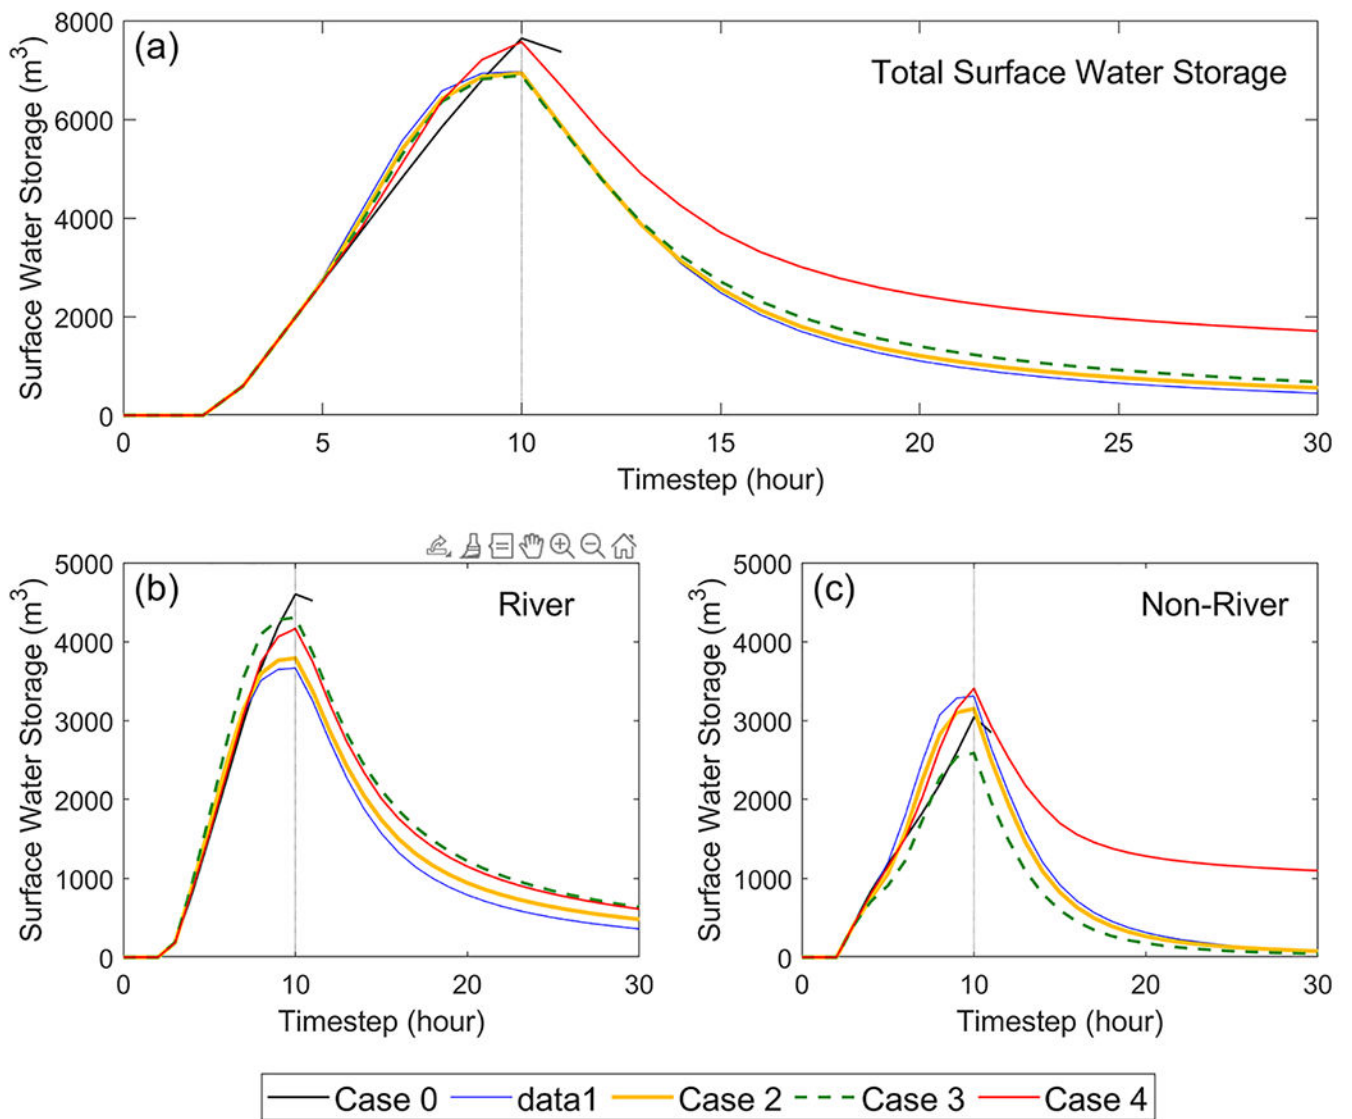 (a)
Total Surface Water Storage
Surface Water Storage (m³)
8000
6000
4000
2000
0
0 5 10 15 20 25 30
Timestep (hour)
(b)
River
Surface Water Storage (m³)
5000
4000
3000
2000
1000
0
0 10 20 30
Timestep (hour)
(c)
Non-River
Surface Water Storage (m³)
5000
4000
3000
2000
1000
0
0 10 20 30
Timestep (hour)
Case 0 data1 Case 2 Case 3 Case 4